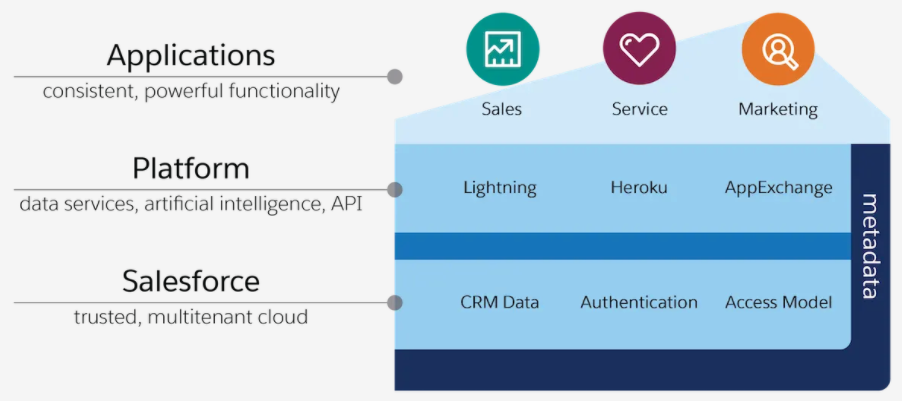 Applications
consistent, powerful functionality
Sales
Service
Marketing
Platform
data services, artificial intelligence, API
Lightning
Heroku
AppExchange
metadata
Salesforce
trusted, multitenant cloud
CRM Data
Authentication
Access Model